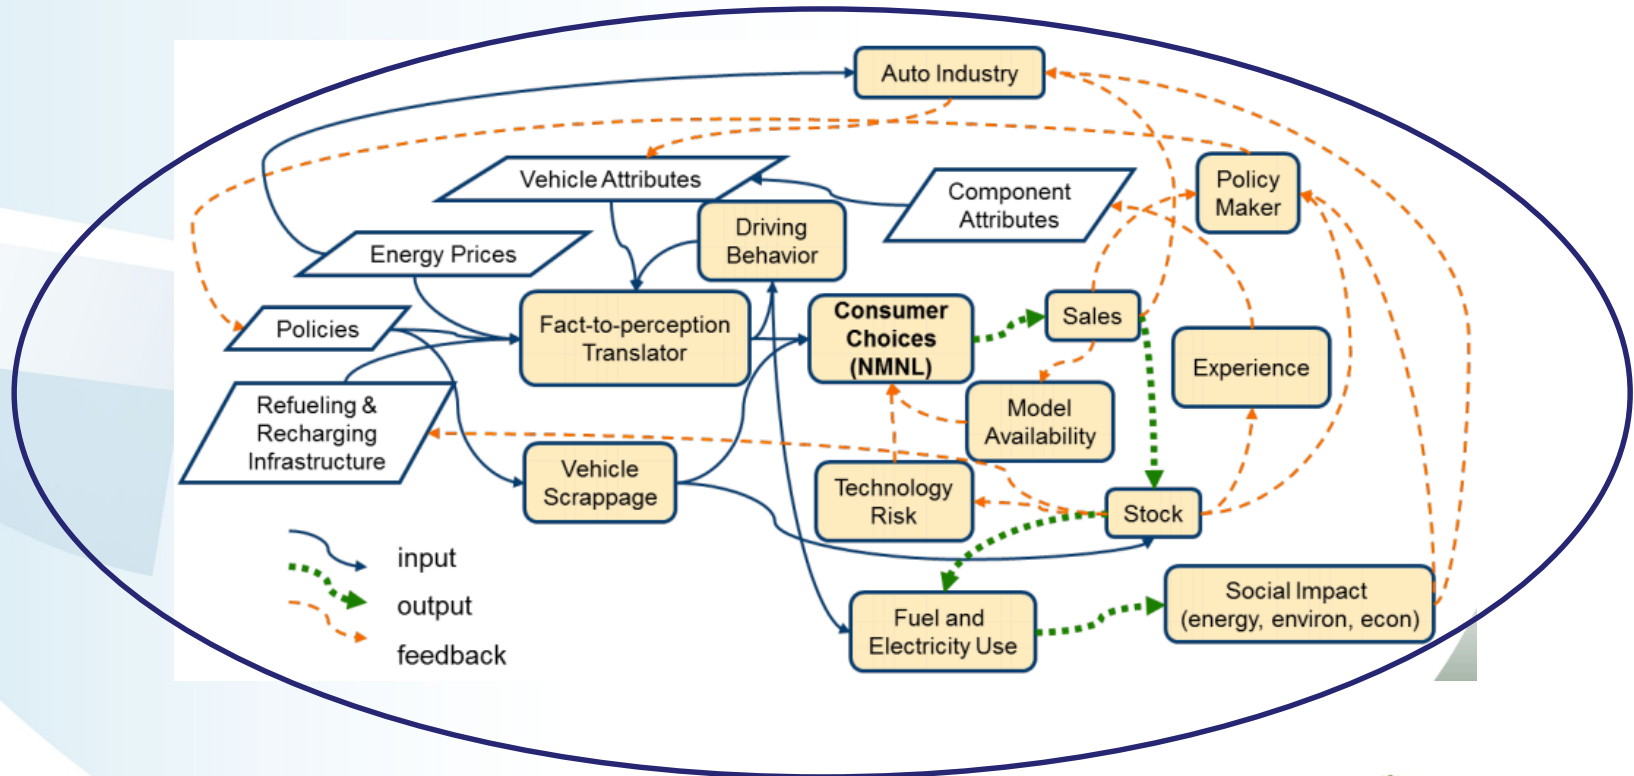 Auto Industry
Vehicle Attributes
Component
Attributes
Policy
Maker
Driving
Behavior
Energy Prices
Policies
Fact-to-perception
Translator
Consumer
Choices
(NMNL)
Sales
Experience
Refueling &
Recharging
Infrastructure
Model
Availability
Vehicle
Scrappage
Technology
Risk
Stock
input
output
feedback
Fuel and
Electricity Use
Social Impact
(energy, environ, econ)